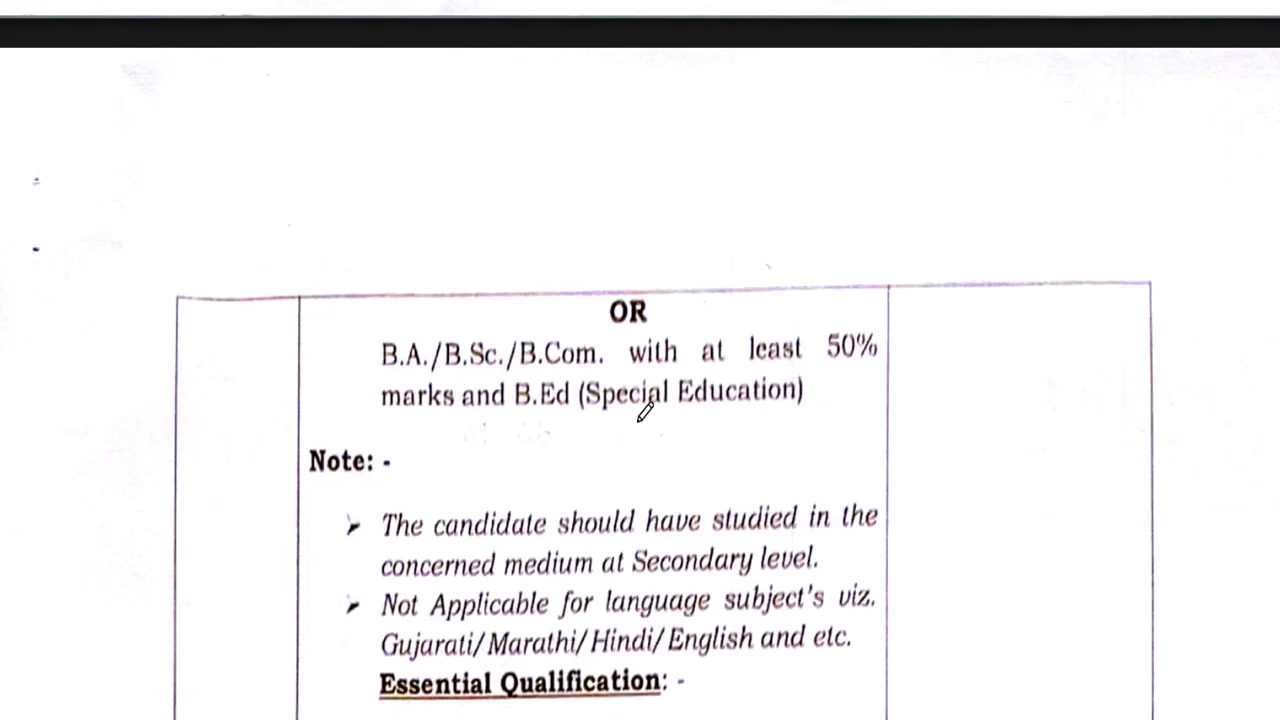 OR
B.A./B.Sc./B.Com. with at least 50%
marks and B.Ed (Special Education)
Note: -
➤ The candidate should have studied in the
concerned medium at Secondary level.
➤ Not Applicable for language subject's viz.
Gujarati/Marathi/Hindi/English and etc.
Essential Qualification: -